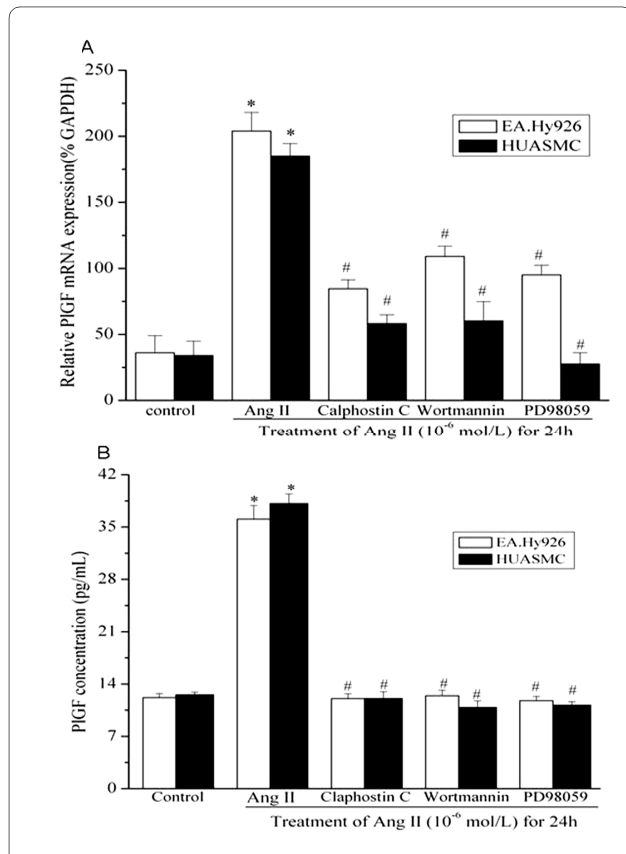 A
250
200
150
100
50
0
Relative PlGF mRNA expression(% GAPDH)
EA.Hy926
HUASMC
* *
# # # # # #
control Ang II Calphostin C Wortmannin PD98059
Treatment of Ang II (10⁻⁶ mol/L) for 24h
B
42
35
28
21
14
7
0
PlGF concentration (pg/mL)
EA.Hy926
HUASMC
* *
# # # # # #
Control Ang II Claphostin C Wortmannin PD98059
Treatment of Ang II (10⁻⁶ mol/L) for 24h